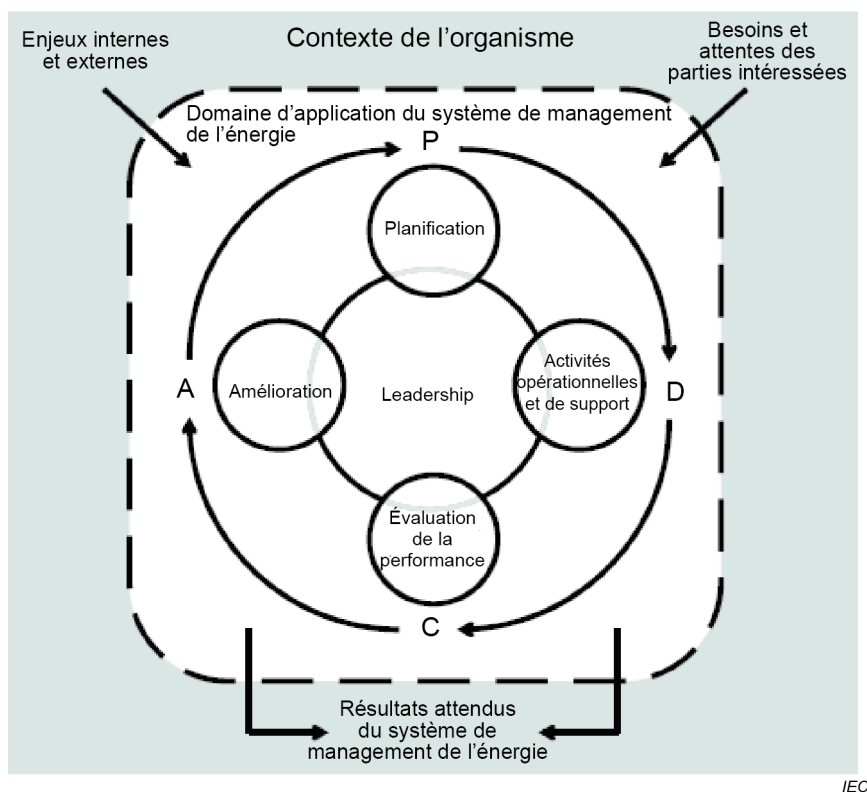 Enjeux internes
et externes
Contexte de l'organisme
Besoins et
attentes des
parties intéressées
Domaine d'application du système de management
de l'énergie
P
Planification
A
Amélioration
Leadership
Activités
opérationnelles
et de support
D
Évaluation
de la
performance
C
Résultats attendus
du système de
management de l'énergie
IEC